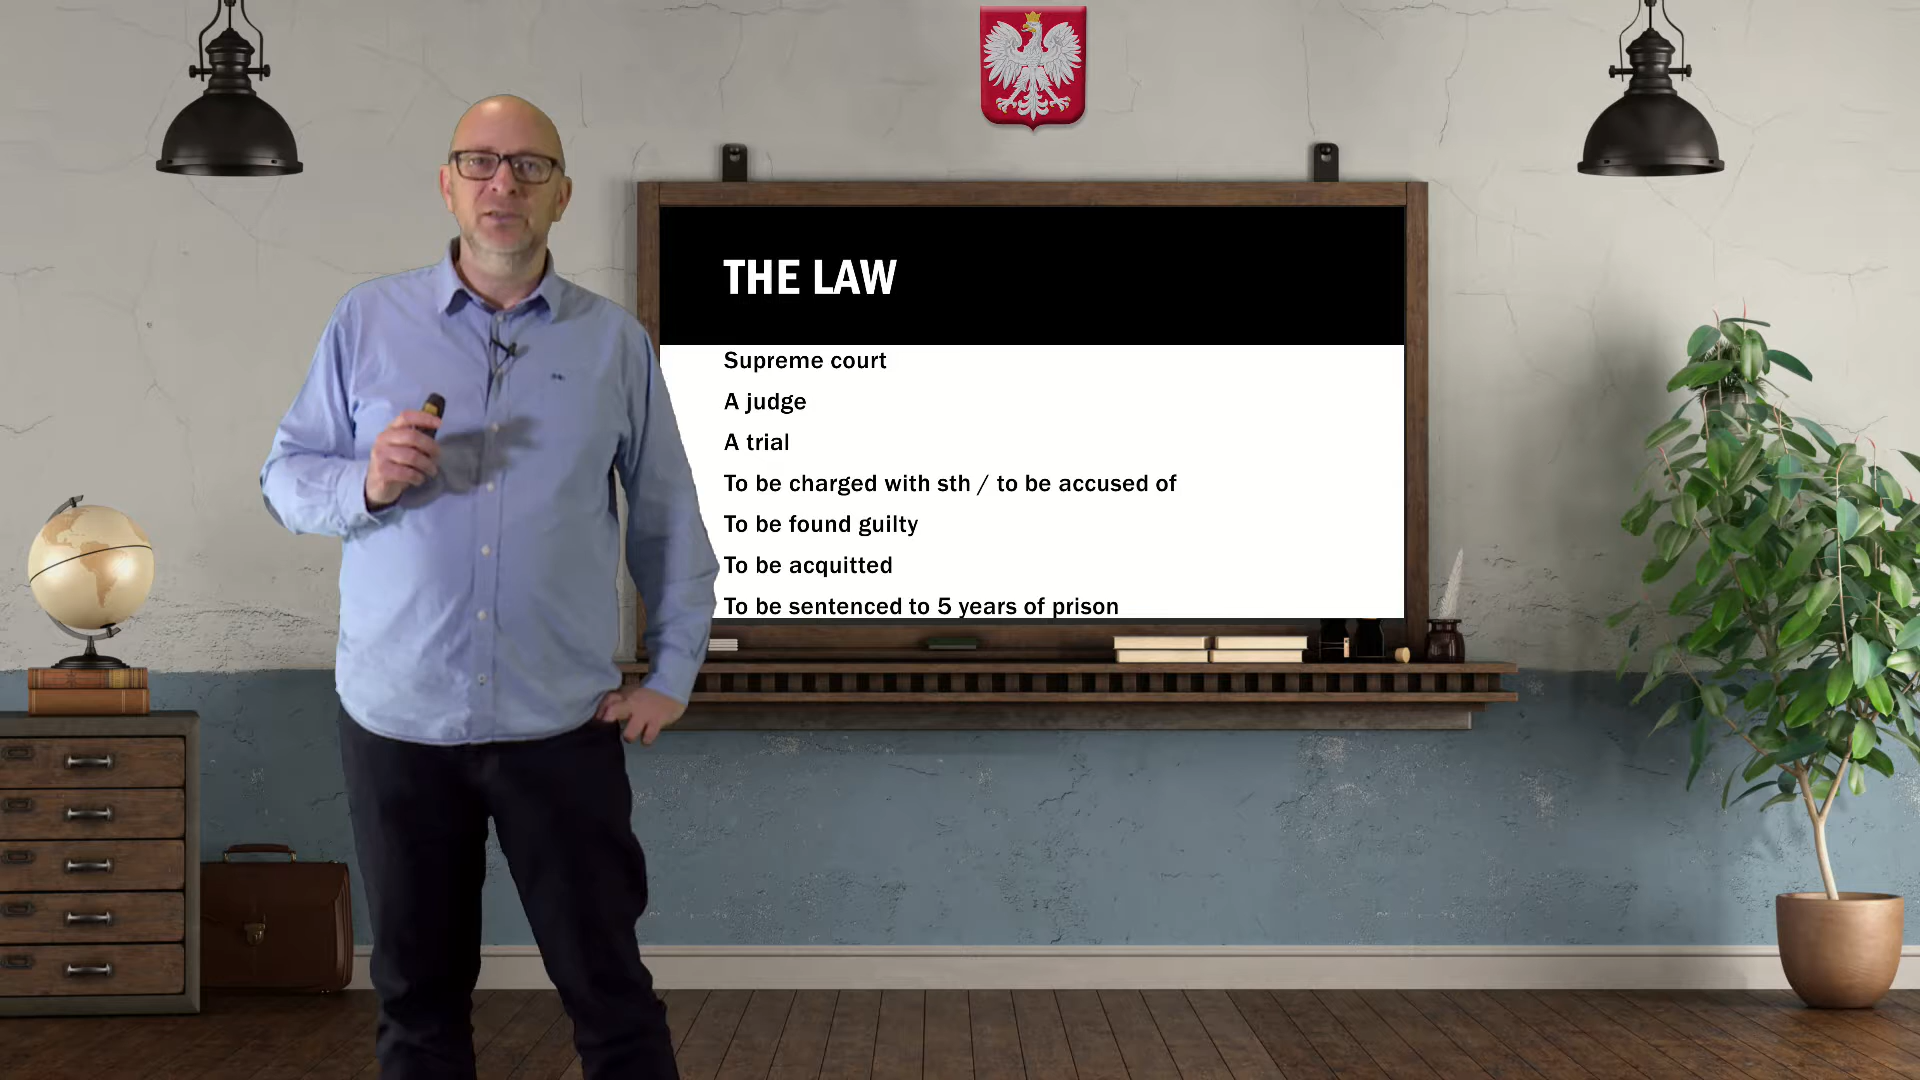 THE LAW
Supreme court
A judge
A trial
To be charged with sth / to be accused of
To be found guilty
To be acquitted
To be sentenced to 5 years of prison